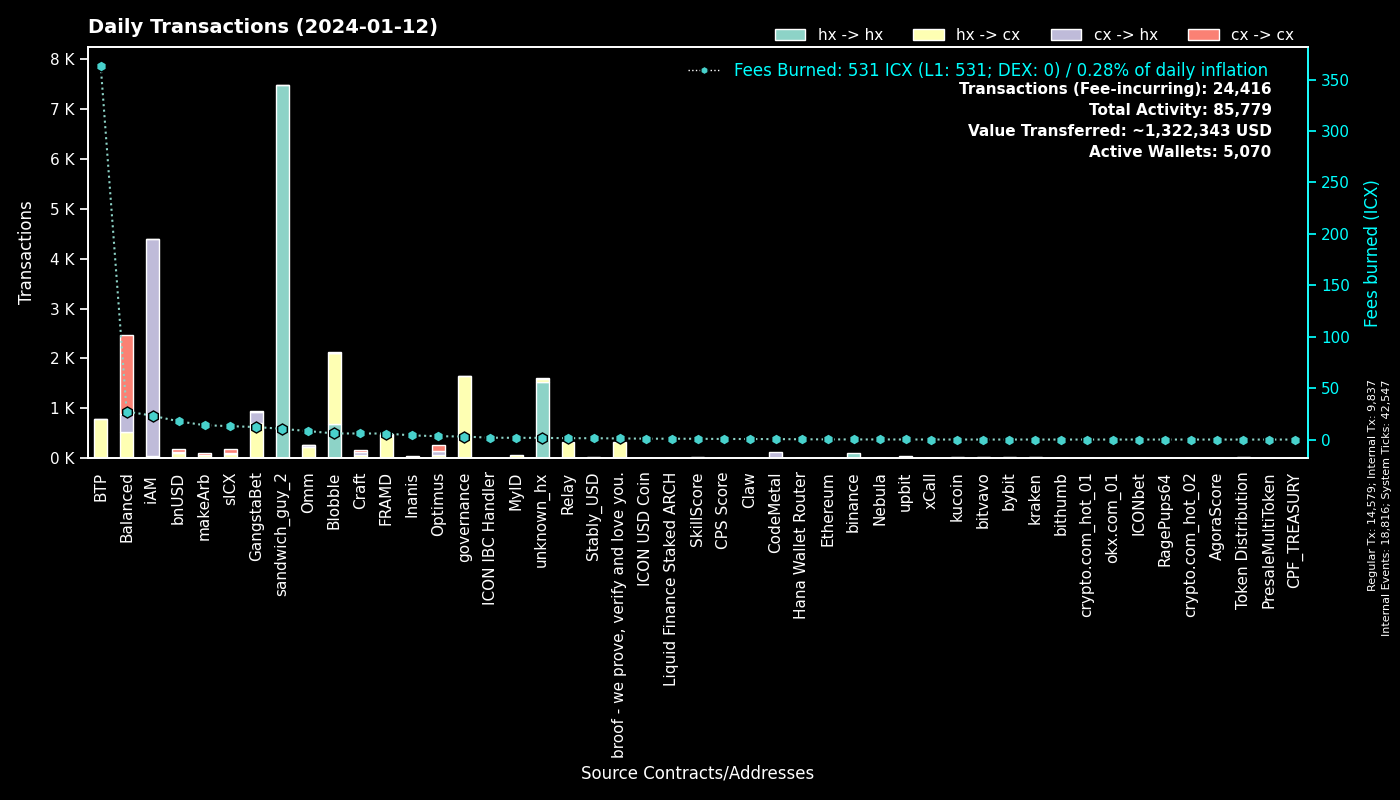 Daily Transactions (2024-01-12)
hx -> hx
hx -> cx
cx -> hx
cx -> cx
Fees Burned: 531 ICX (L1: 531; DEX: 0) / 0.28% of daily inflation
Transactions (Fee-incurring): 24,416
Total Activity: 85,779
Value Transferred: ~1,322,343 USD
Active Wallets: 5,070
Transactions
8 K
7 K
6 K
5 K
4 K
3 K
2 K
1 K
0 K
350
300
250
200
150
100
50
0
Fees burned (ICX)
Regular Tx: 14,579; Internal Tx: 9,837
Internal Events: 18,816; System Ticks: 42,547
BTP
Balanced
iAM
bnUSD
makeArb
sICX
GangstaBet
sandwich_guy_2
Omm
Blobble
Craft
FRAMD
Inanis
Optimus
governance
ICON IBC Handler
MyID
unknown_hx
Relay
Stably_USD
broof - we prove, verify and love you.
ICON USD Coin
Liquid Finance Staked ARCH
SkillScore
CPS Score
Claw
CodeMetal
Hana Wallet Router
Ethereum
binance
Nebula
upbit
xCall
kucoin
bitvavo
bybit
kraken
bithumb
crypto.com_hot_01
okx.com_01
ICONbet
RagePups64
crypto.com_hot_02
AgoraScore
Token Distribution
PresaleMultiToken
CPF_TREASURY
Source Contracts/Addresses